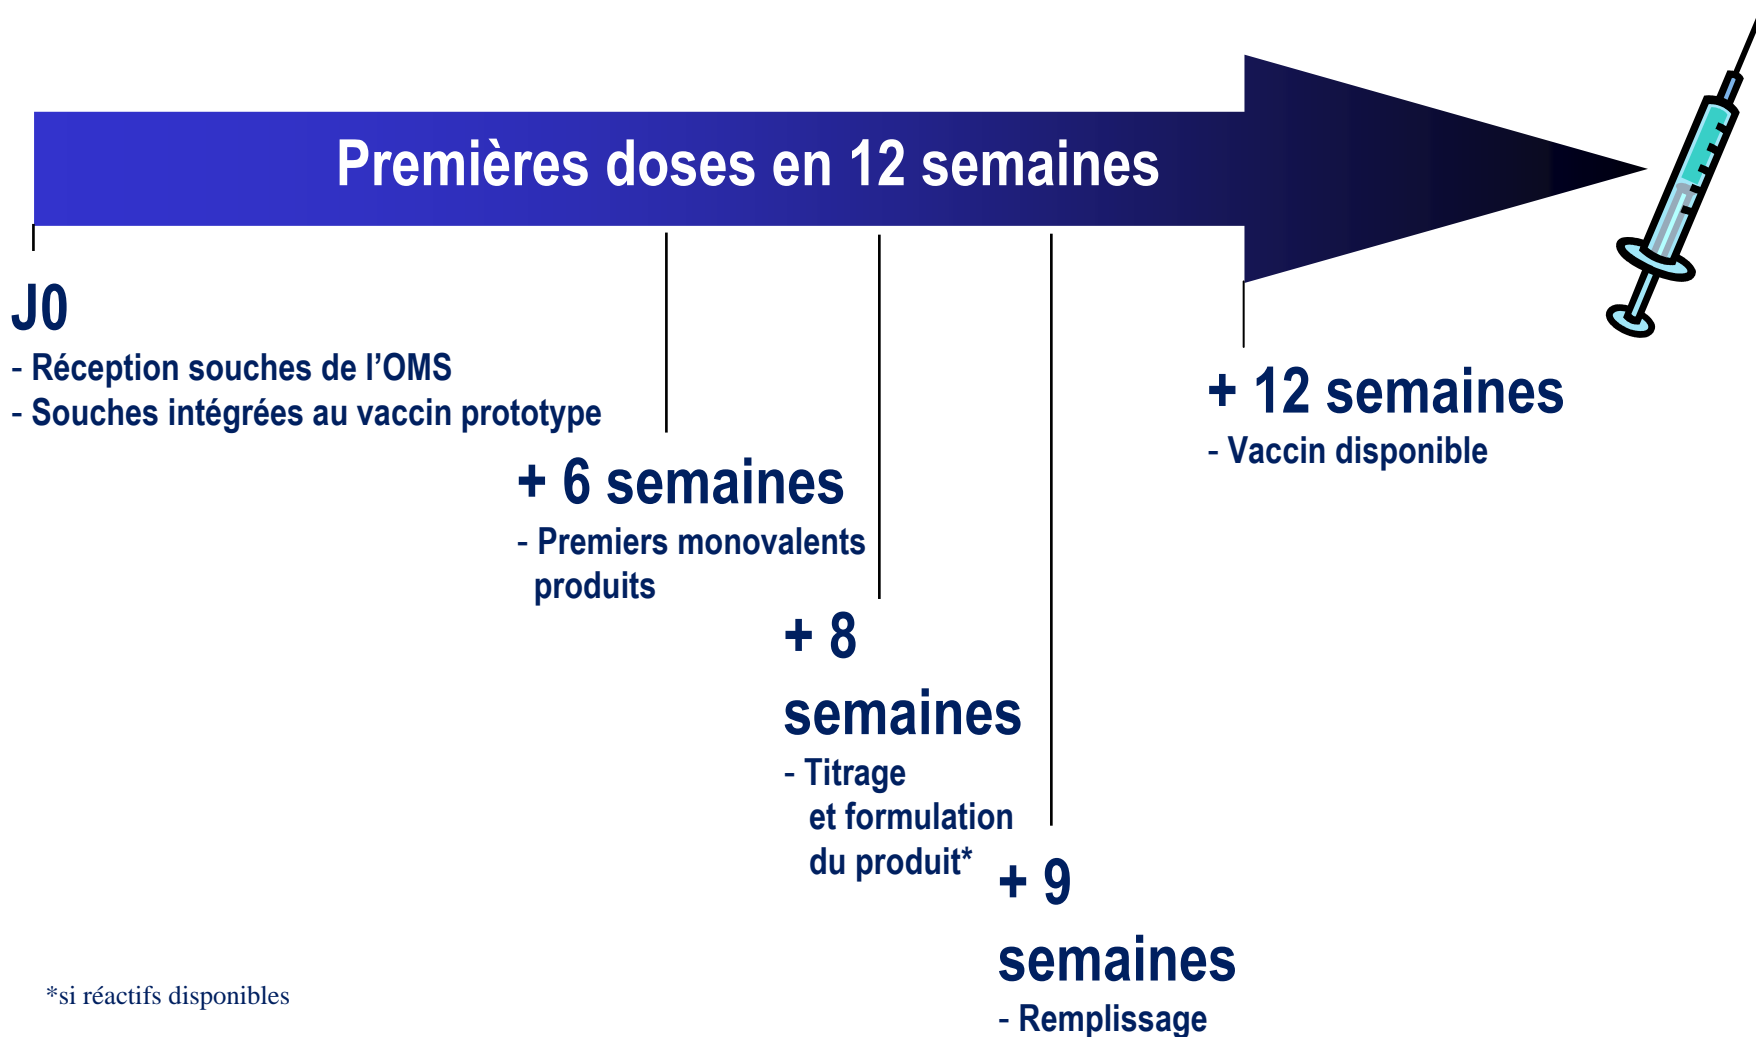 Premières doses en 12 semaines
J0
- Réception souches de l’OMS
- Souches intégrées au vaccin prototype
+ 6 semaines
- Premiers monovalents
produits
+ 8
semaines
- Titrage
et formulation
du produit*
+ 9
semaines
- Remplissage
+ 12 semaines
- Vaccin disponible
*si réactifs disponibles